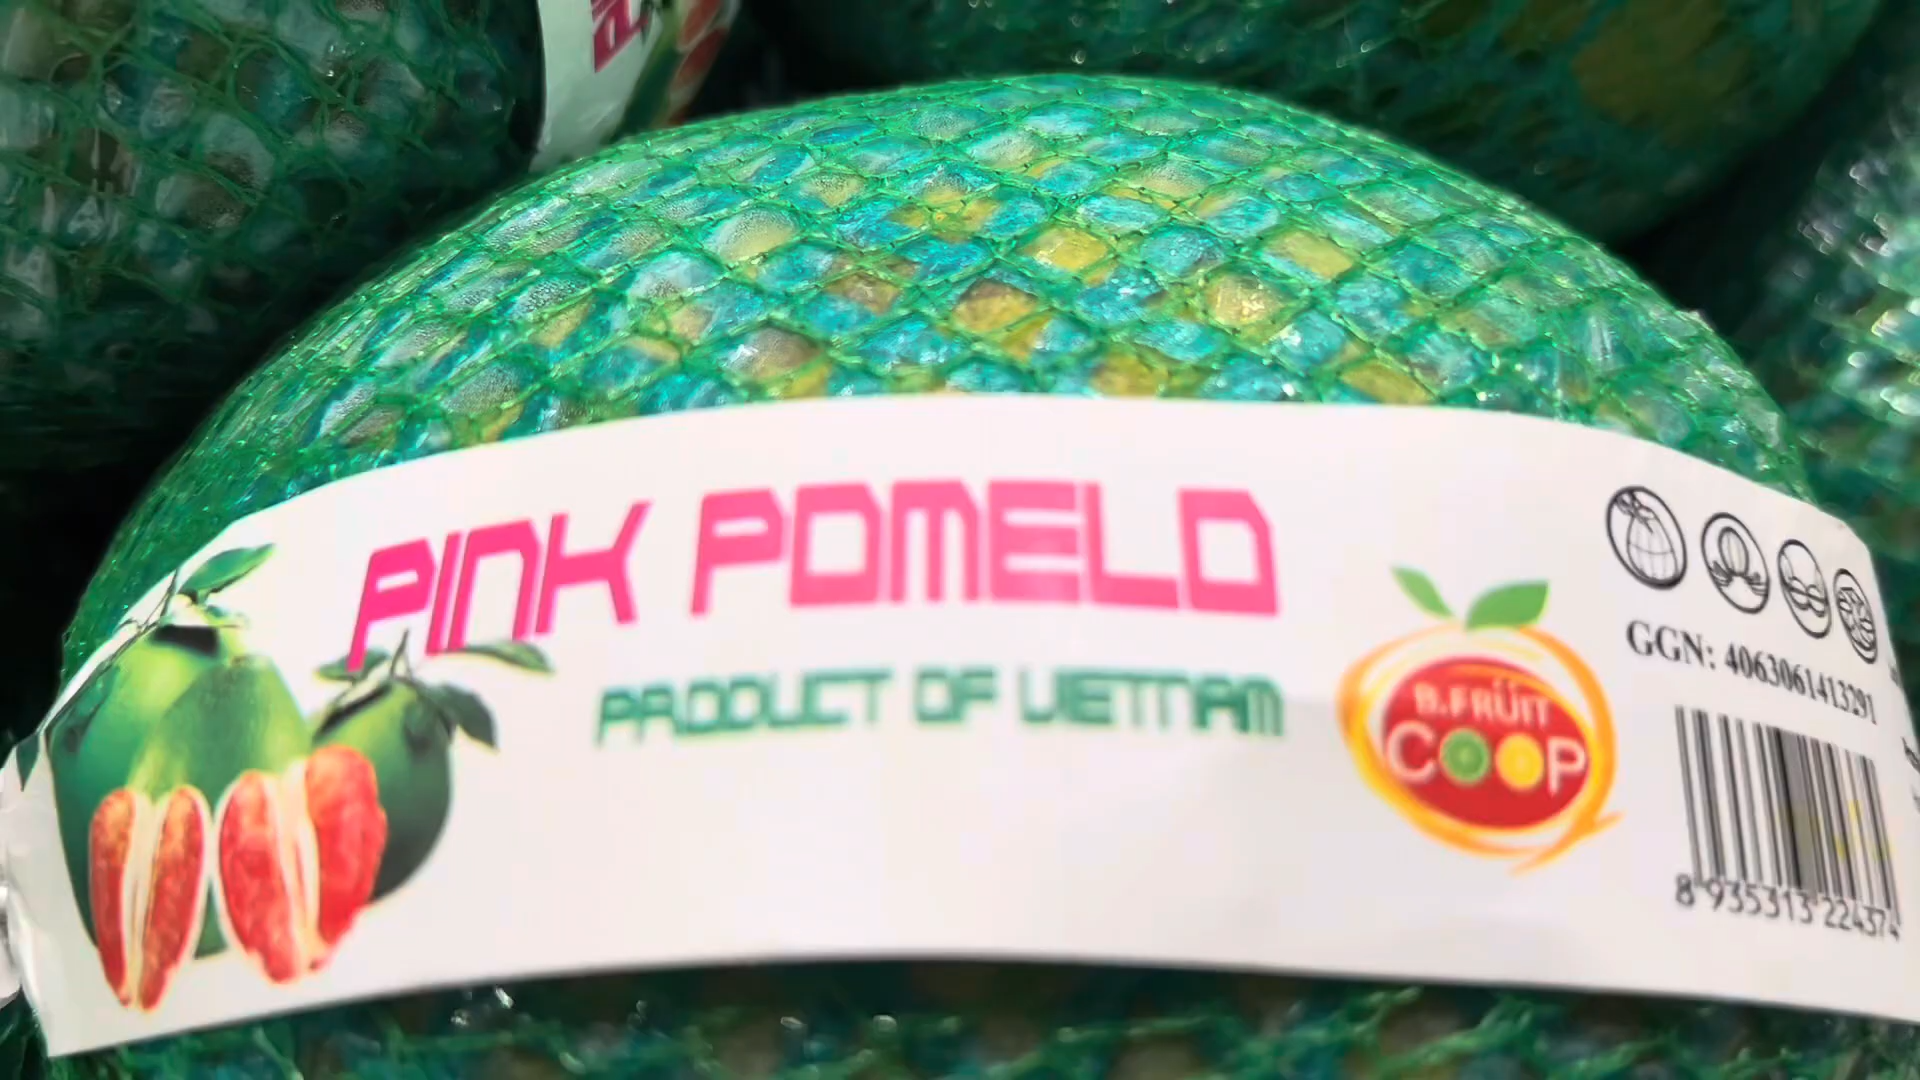 PINK POMELO
PRODUCT OF VIETNAM
B.FRUIT
COOP
GGN: 4063061413291
8 935313 224374